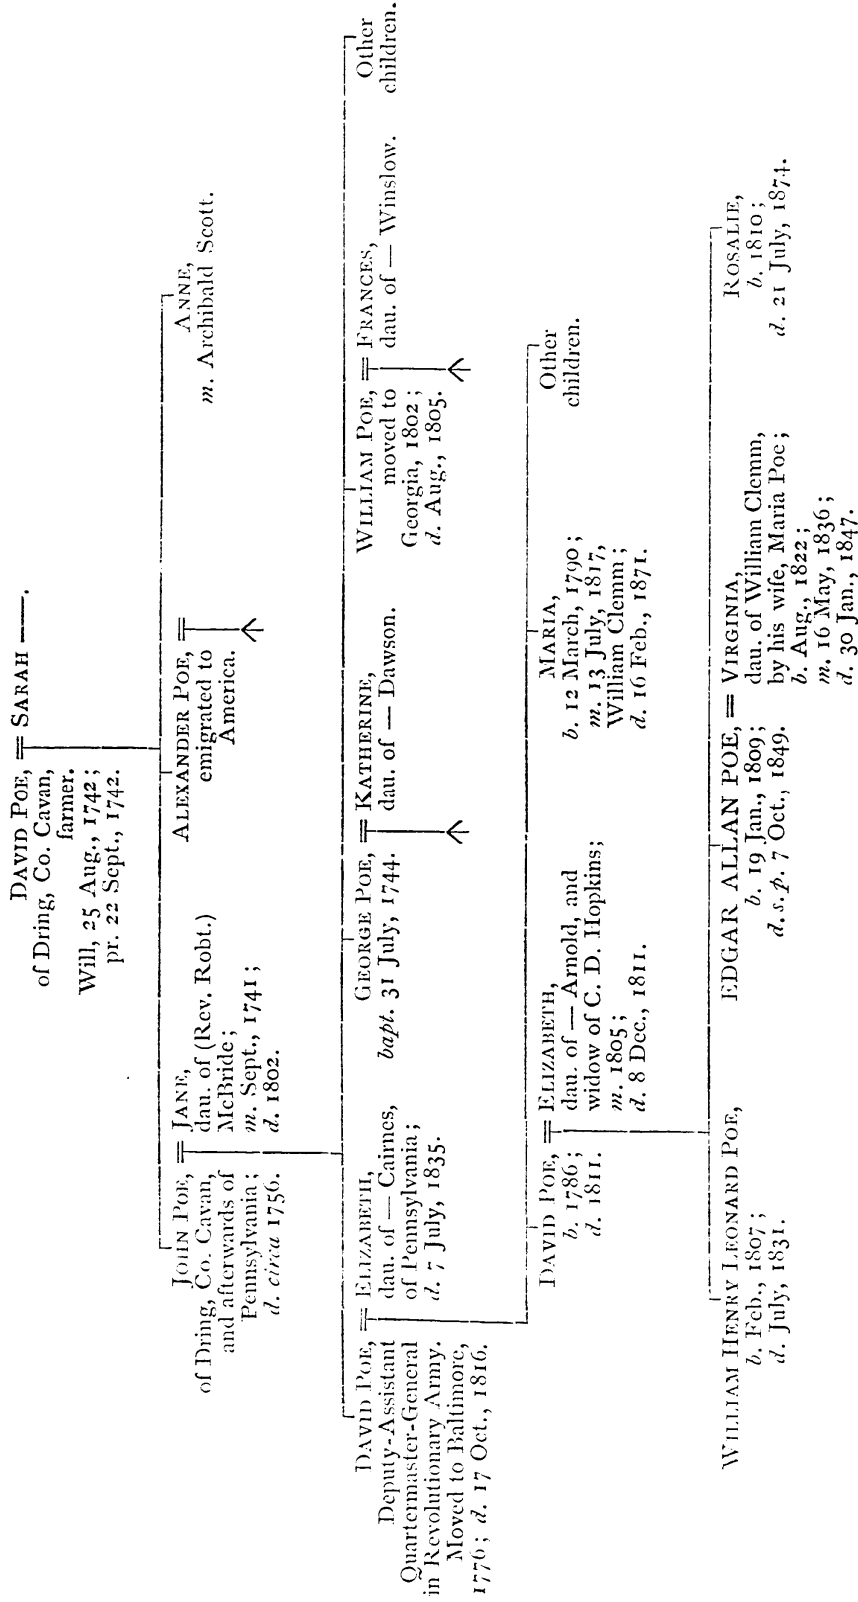 DAVID POE, = SARAH ——.
of Dring, Co. Cavan,
farmer.
Will, 25 Aug., 1742;
pr. 22 Sept., 1742.
JOHN POE, = JANE,
of Dring, Co. Cavan,
and afterwards of
Pennsylvania;
d. circa 1756.
dau. of (Rev. Robt.)
McBride;
m. Sept., 1741;
d. 1802.
ALEXANDER POE, =
emigrated to
America.
ANNE,
m. Archibald Scott.
DAVID POE, = ELIZABETH,
Deputy-Assistant
Quartermaster-General
in Revolutionary Army.
Moved to Baltimore,
1776; d. 17 Oct., 1816.
dau. of — Cairnes,
of Pennsylvania;
d. 7 July, 1835.
GEORGE POE, = KATHERINE,
bapt. 31 July, 1744.
dau. of — Dawson.
WILLIAM POE, = FRANCES,
moved to
Georgia, 1802;
d. Aug., 1805.
dau. of — Winslow.
Other
children.
DAVID POE, = ELIZABETH,
b. 1786;
d. 1811.
dau. of — Arnold, and
widow of C. D. Hopkins;
m. 1805;
d. 8 Dec., 1811.
MARIA,
b. 12 March, 1790;
m. 13 July, 1817,
William Clemm;
d. 16 Feb., 1871.
Other
children.
WILLIAM HENRY LEONARD POE,
b. Feb., 1807;
d. July, 1831.
EDGAR ALLAN POE, = VIRGINIA,
b. 19 Jan., 1809;
d.s.p. 7 Oct., 1849.
dau. of William Clemm,
by his wife, Maria Poe;
b. Aug., 1822;
m. 16 May, 1836;
d. 30 Jan., 1847.
ROSALIE,
b. 1810;
d. 21 July, 1874.